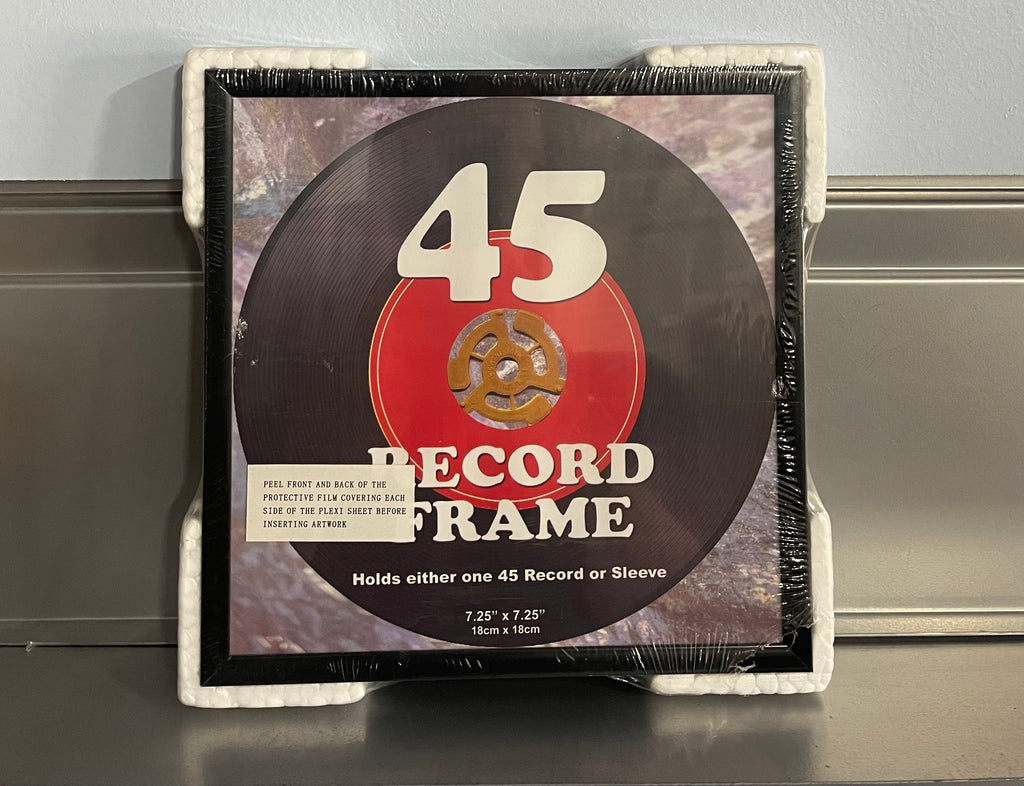 45
RECORD
FRAME
PEEL FRONT AND BACK OF THE
PROTECTIVE FILM COVERING EACH
SIDE OF THE PLEXI SHEET BEFORE
INSERTING ARTWORK
Holds either one 45 Record or Sleeve
7.25” x 7.25”
18cm x 18cm